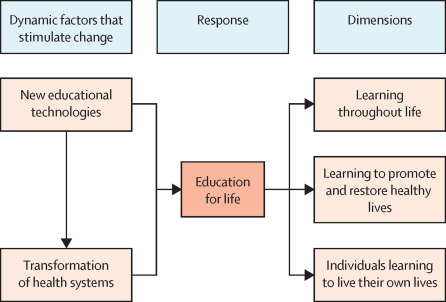 Dynamic factors that
stimulate change
Response
Dimensions
New educational
technologies
Learning
throughout life
Education
for life
Learning to promote
and restore healthy
lives
Transformation
of health systems
Individuals learning
to live their own lives